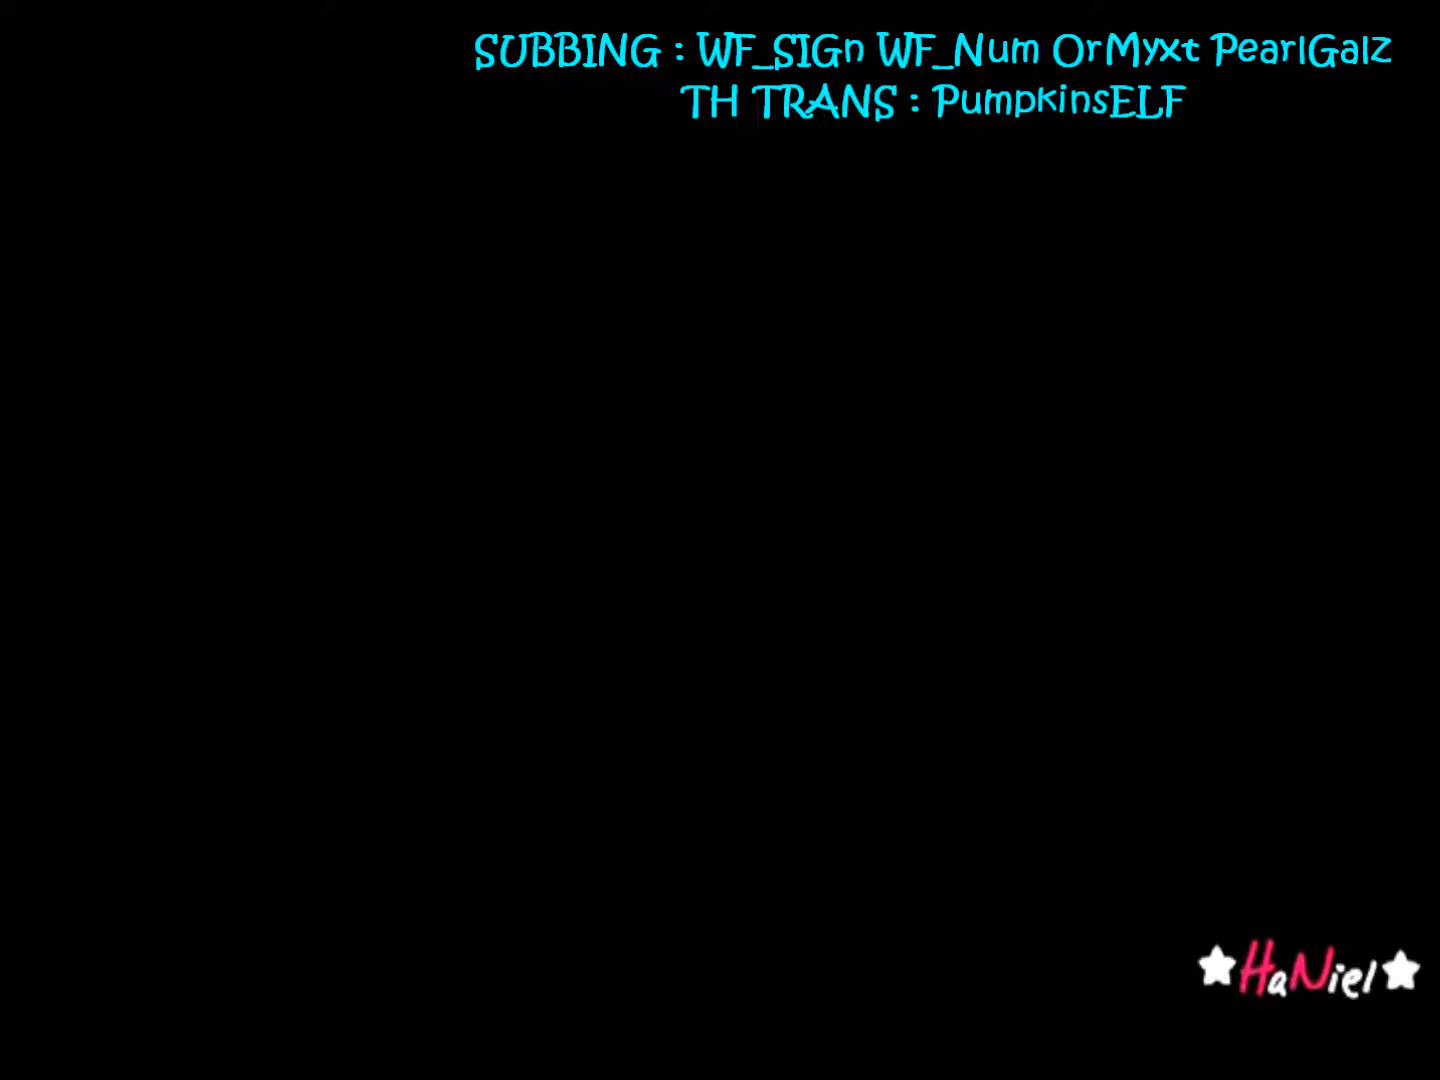 SUBBING : WF_SIGn WF_Num OrMyxt PearlGalz
TH TRANS : PumpkinsELF
HaNiel